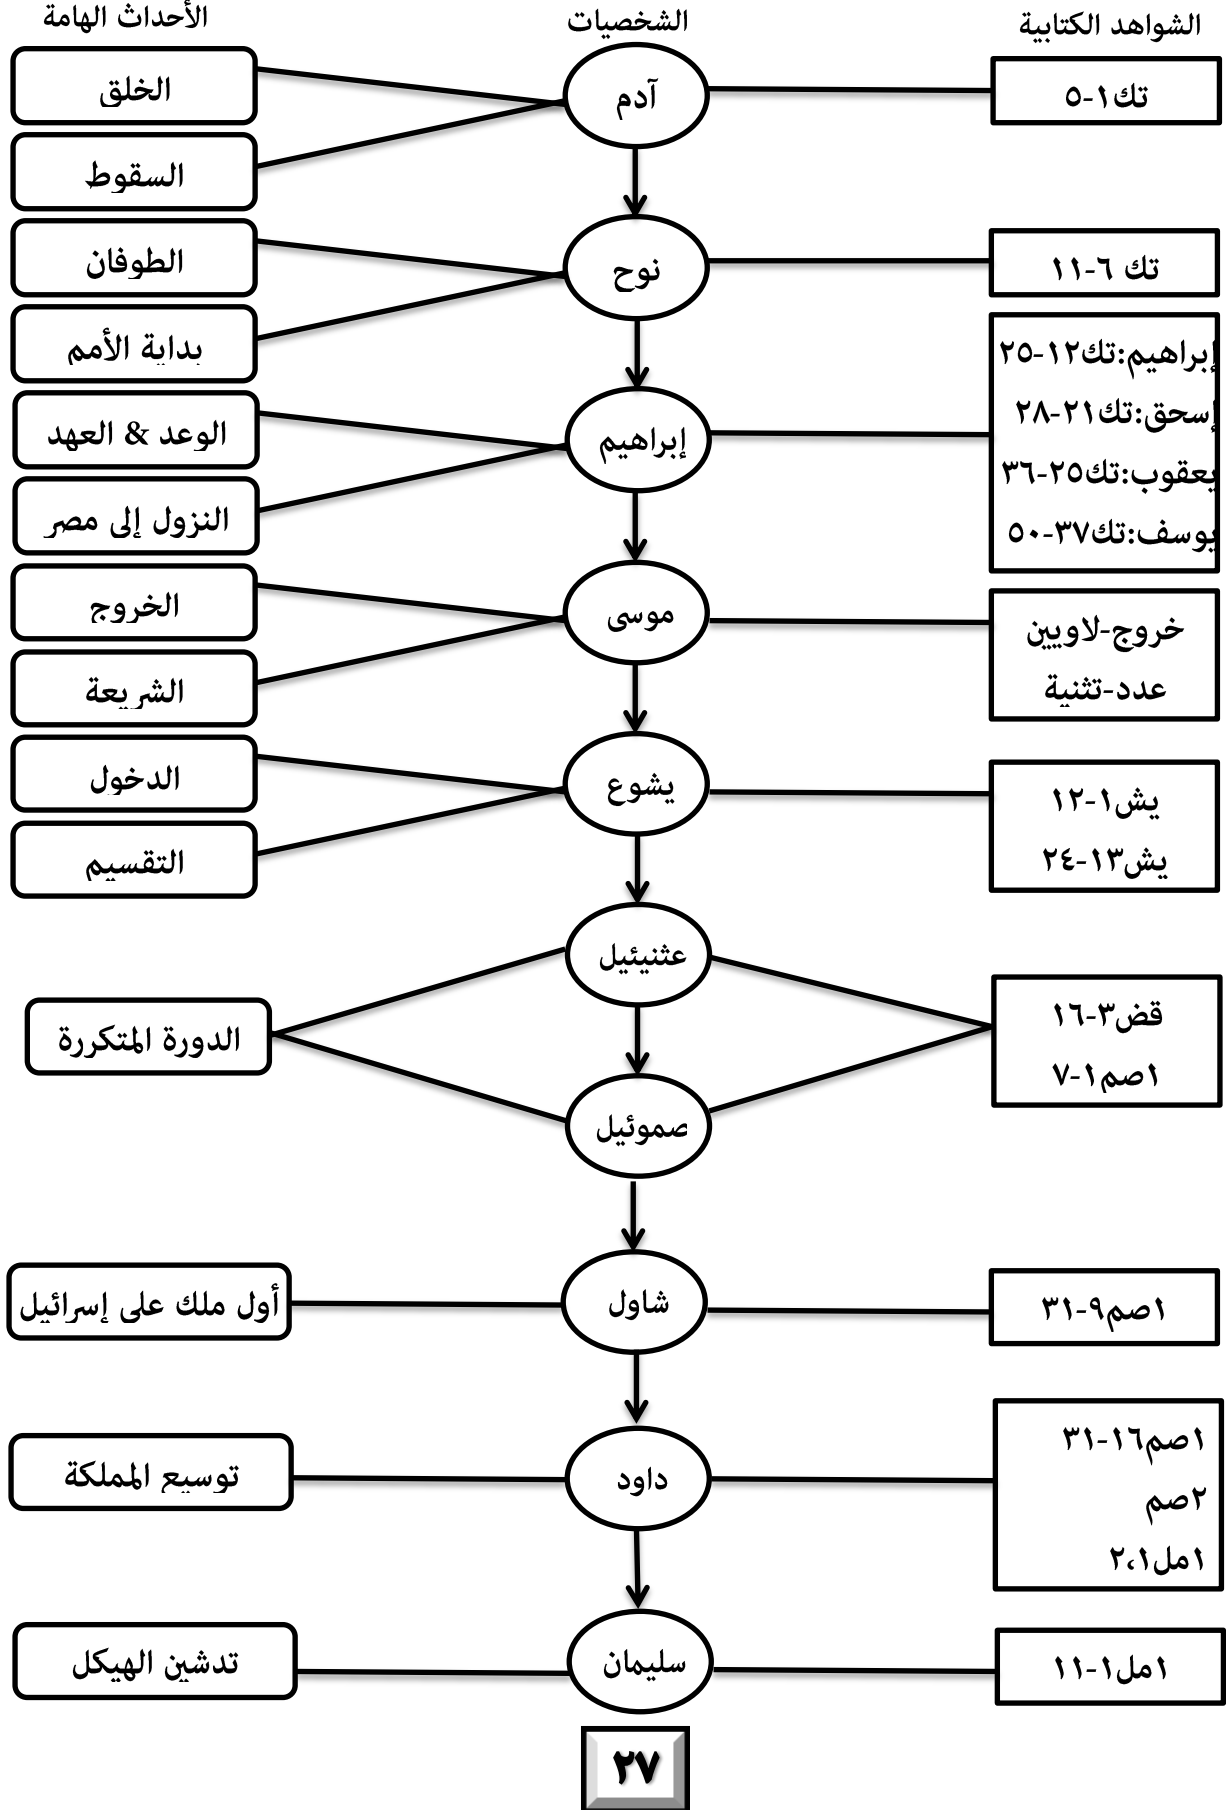 الشواهد الكتابية
الشخصيات
الأحداث الهامة
تك١-٥
آدم
الخلق
السقوط
تك ٦-١١
نوح
الطوفان
بداية الأمم
إبراهيم:تك١٢-٢٥
إسحق:تك٢١-٢٨
يعقوب:تك٢٥-٣٦
يوسف:تك٣٧-٥٠
إبراهيم
الوعد & العهد
النزول إلى مصر
خروج-لاويين
عدد-تثنية
موسى
الخروج
الشريعة
يش١-١٢
يش١٣-٢٤
يشوع
الدخول
التقسيم
قض٣-١٦
١صم١-٧
عثنيئيل
صموئيل
الدورة المتكررة
١صم٩-٣١
شاول
أول ملك على إسرائيل
١صم١٦-٣١
٢صم
١مل١،٢
داود
توسيع المملكة
١مل١-١١
سليمان
تدشين الهيكل
٢٧